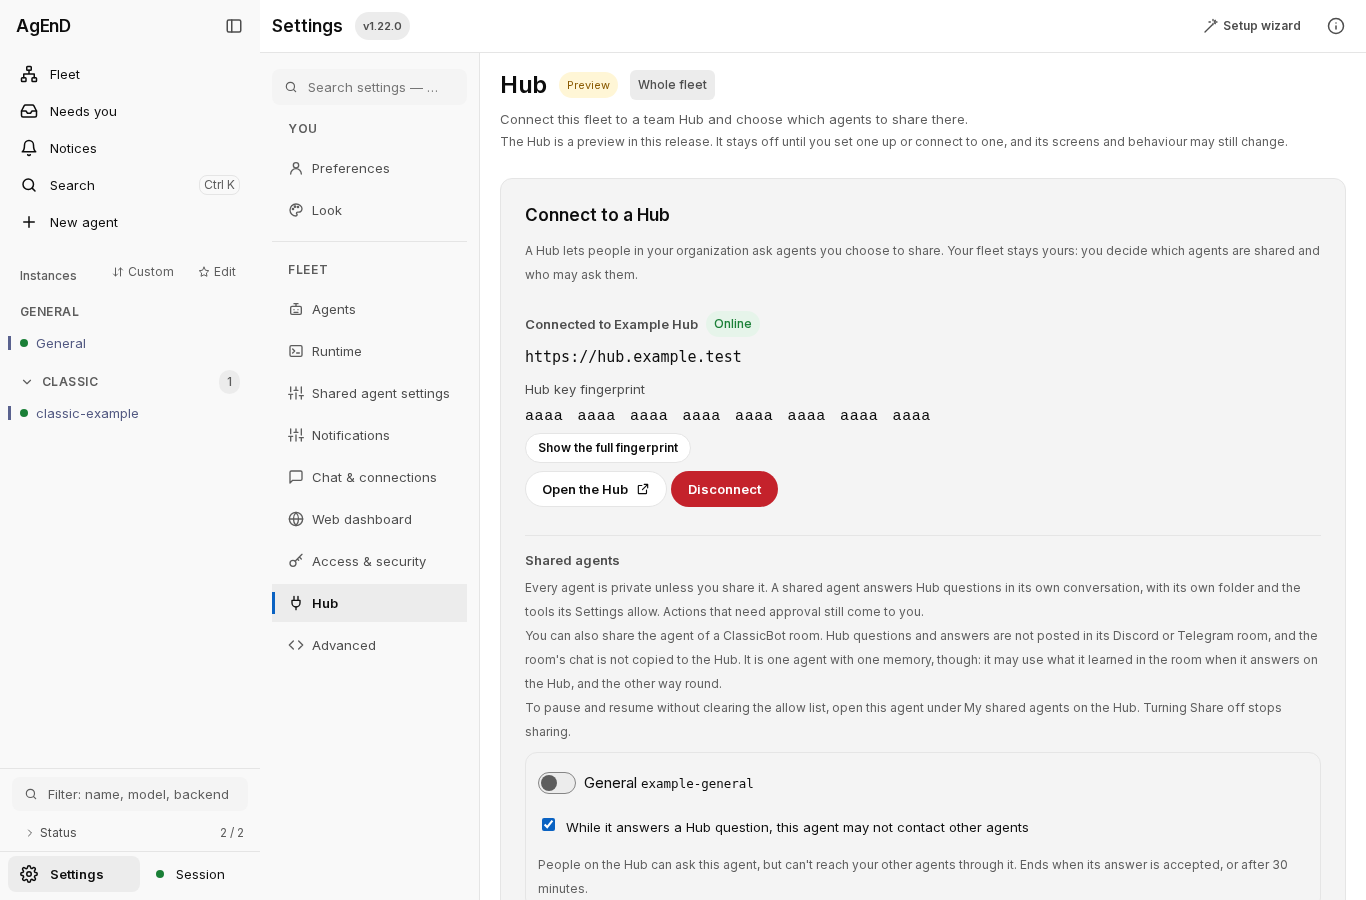 AgEnD
Fleet
Needs you
Notices
Search
Ctrl K
New agent
Instances
Custom
Edit
GENERAL
General
CLASSIC
1
classic-example
Filter: name, model, backend
Status
2 / 2
Settings
Session
Settings
v1.22.0
Setup wizard
Search settings — …
YOU
Preferences
Look
FLEET
Agents
Runtime
Shared agent settings
Notifications
Chat & connections
Web dashboard
Access & security
Hub
Advanced
Hub
Preview
Whole fleet
Connect this fleet to a team Hub and choose which agents to share there.
The Hub is a preview in this release. It stays off until you set one up or connect to one, and its screens and behaviour may still change.
Connect to a Hub
A Hub lets people in your organization ask agents you choose to share. Your fleet stays yours: you decide which agents are shared and
who may ask them.
Connected to Example Hub
Online
https://hub.example.test
Hub key fingerprint
aaaa aaaa aaaa aaaa aaaa aaaa aaaa aaaa
Show the full fingerprint
Open the Hub
Disconnect
Shared agents
Every agent is private unless you share it. A shared agent answers Hub questions in its own conversation, with its own folder and the
tools its Settings allow. Actions that need approval still come to you.
You can also share the agent of a ClassicBot room. Hub questions and answers are not posted in its Discord or Telegram room, and the
room's chat is not copied to the Hub. It is one agent with one memory, though: it may use what it learned in the room when it answers on
the Hub, and the other way round.
To pause and resume without clearing the allow list, open this agent under My shared agents on the Hub. Turning Share off stops
sharing.
General example-general
While it answers a Hub question, this agent may not contact other agents
People on the Hub can ask this agent, but can't reach your other agents through it. Ends when its answer is accepted, or after 30
minutes.